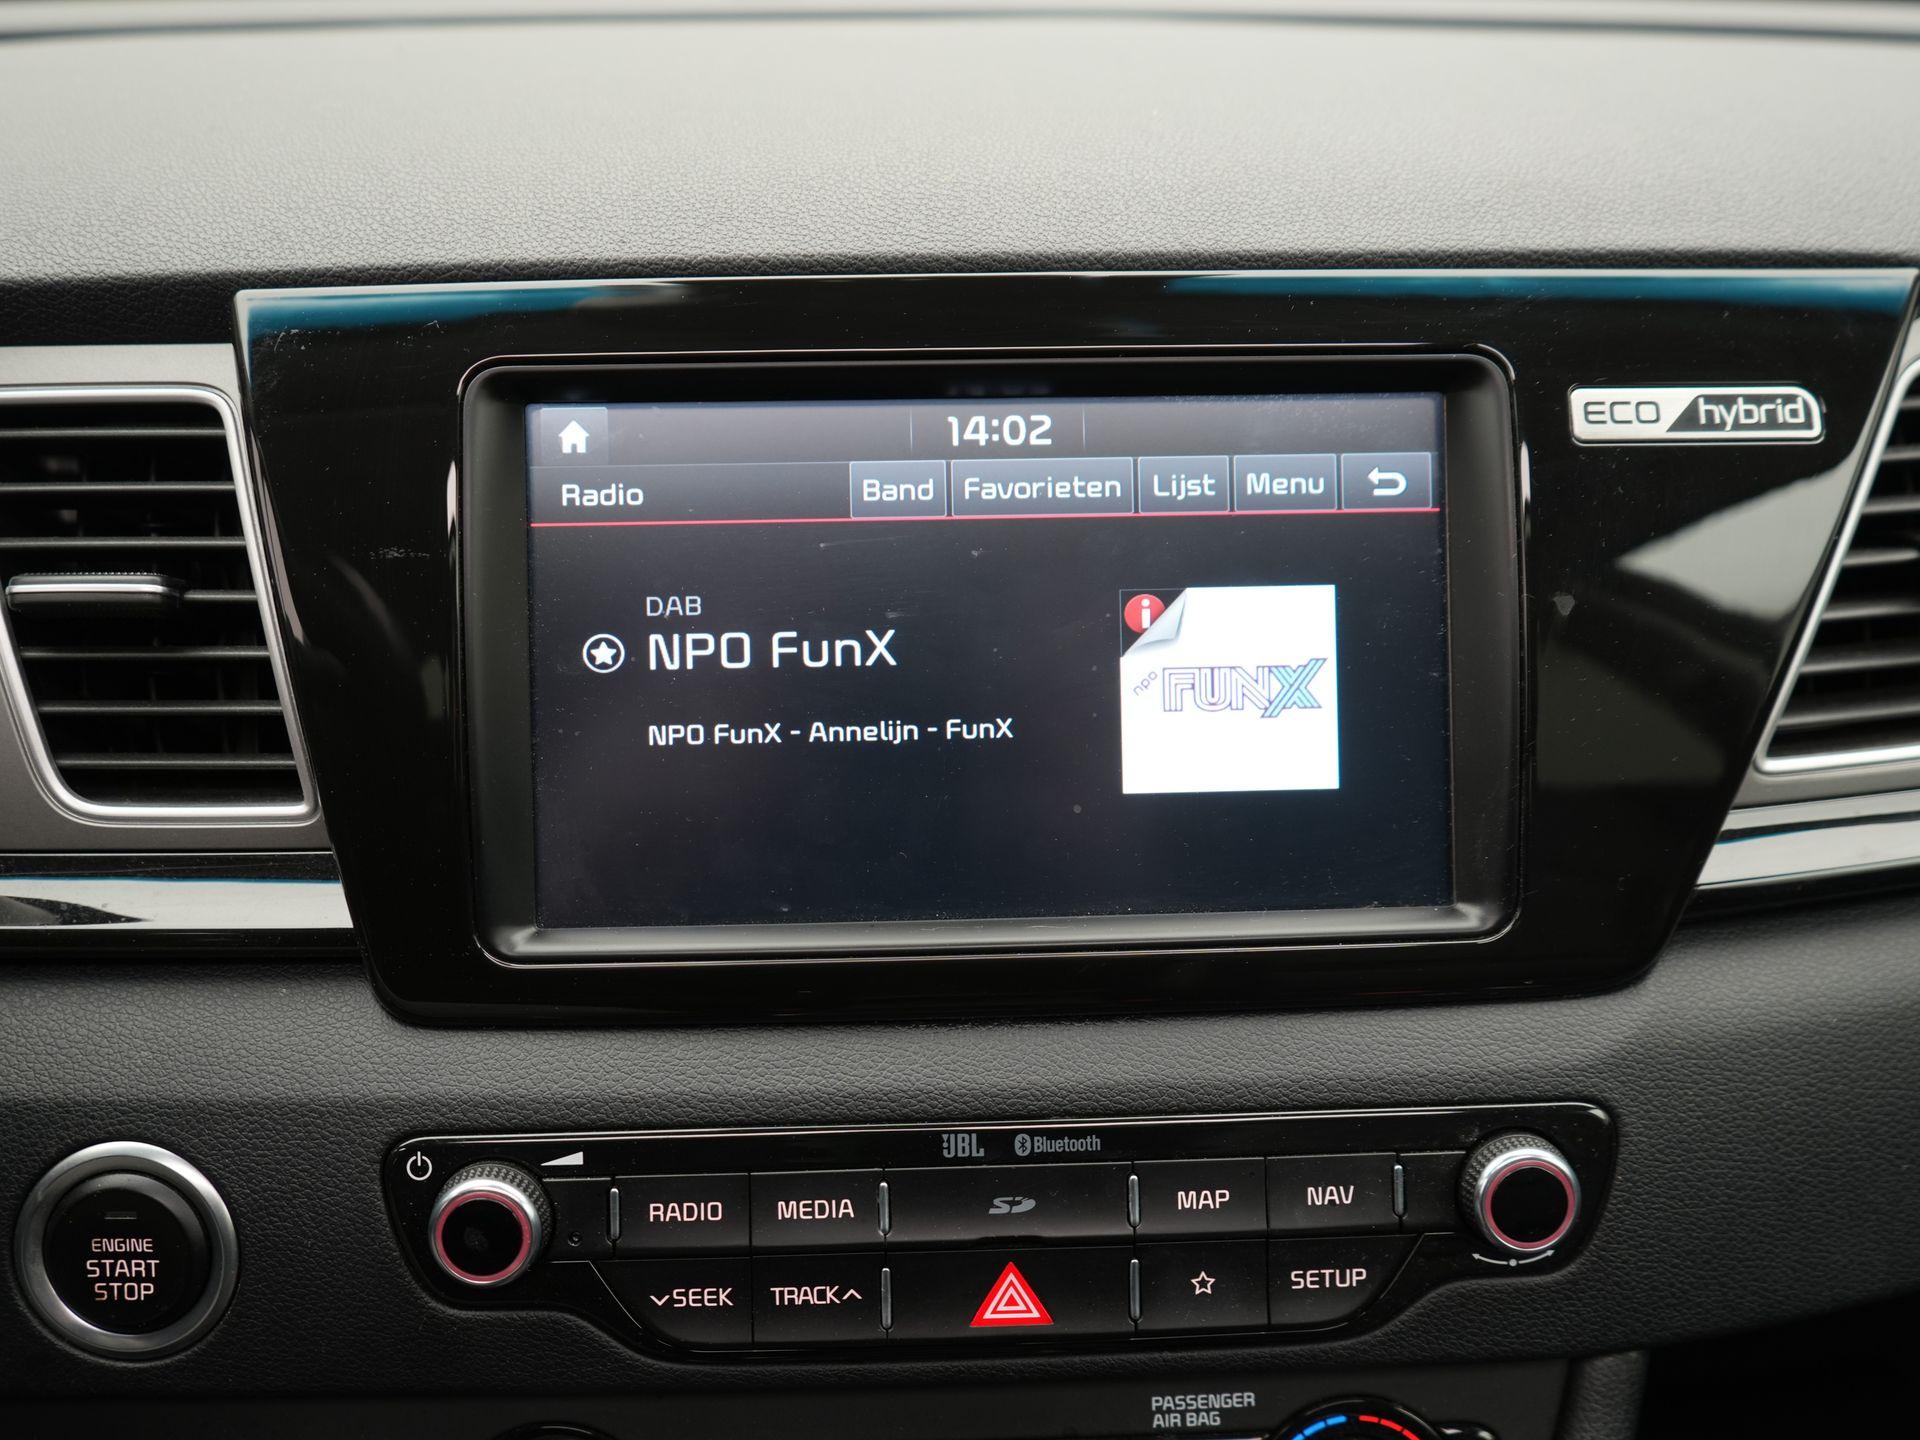 14:02
Radio
Band
Favorieten
Lijst
Menu
ECO hybrid
DAB
NPO FunX
NPO FunX - Annelijn - FunX
i
npo FUNX
JBL
Bluetooth
RADIO
MEDIA
SD
MAP
NAV
SEEK
TRACK
SETUP
ENGINE
START
STOP
PASSENGER
AIR BAG